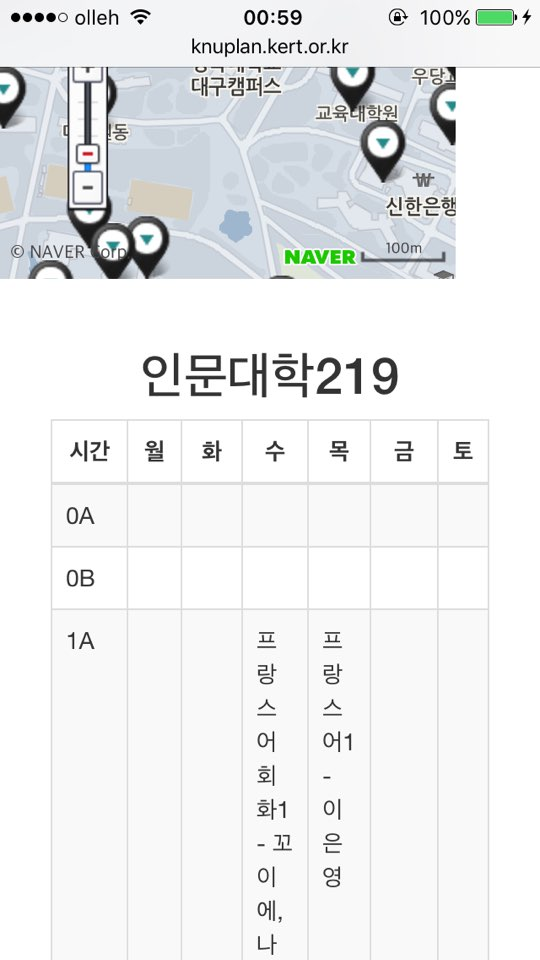 olleh 00:59 100%
knuplan.kert.or.kr
대구캠퍼스
교육대학원
신한은행
© NAVER Corp.
NAVER 100m
인문대학219
시간 월 화 수 목 금 토
0A
0B
1A
프
랑
스
어
회
화1
- 꼬
이
에,
나
프
랑
스
어1
-
이
은
영